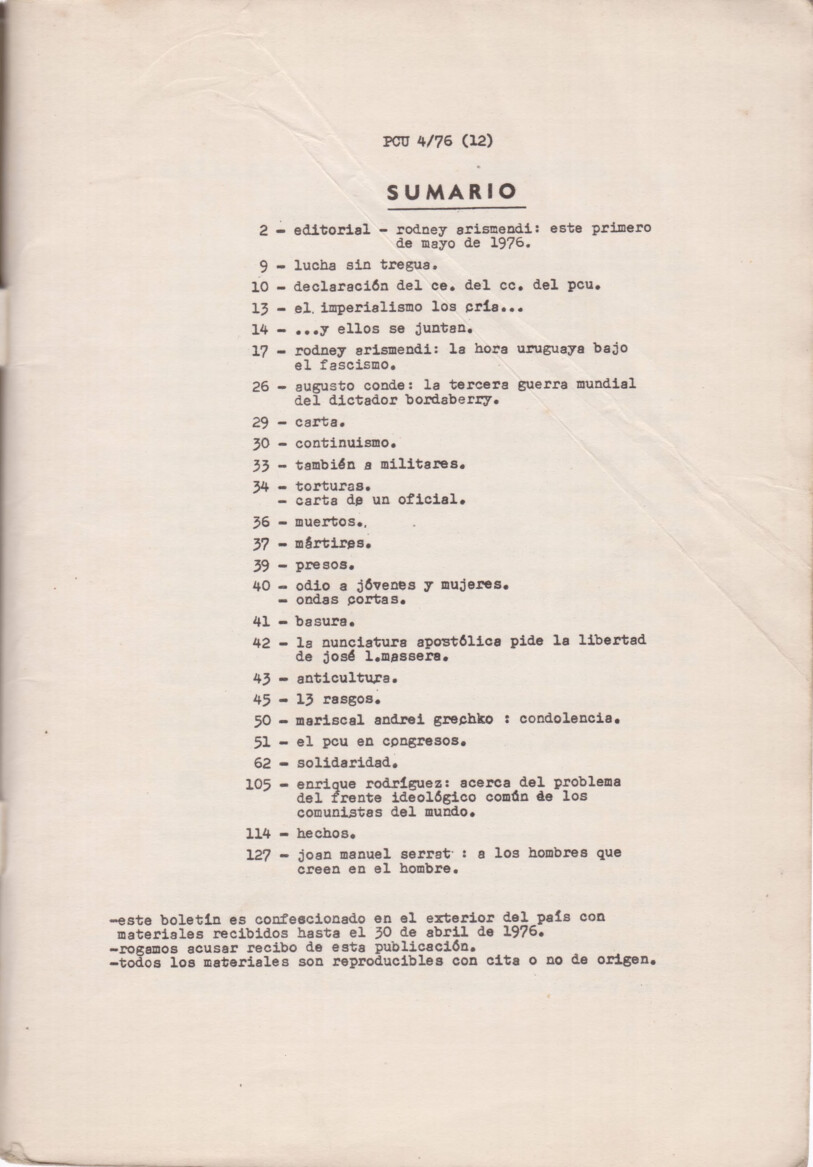 PCU 4/76 (12)
SUMARIO
2 - editorial - rodney arismendi: este primero
de mayo de 1976.
9 - lucha sin tregua.
10 - declaración del ce. del cc. del pcu.
13 - el imperialismo los cría...
14 - ...y ellos se juntan.
17 - rodney arismendi: la hora uruguaya bajo
el fascismo.
26 - augusto conde: la tercera guerra mundial
del dictador bordaberry.
29 - carta.
30 - continuismo.
33 - también a militares.
34 - torturas.
- carta de un oficial.
36 - muertos.
37 - mártires.
39 - presos.
40 - odio a jóvenes y mujeres.
- ondas cortas.
41 - basura.
42 - la nunciatura apostólica pide la libertad
de josé l.massera.
43 - anticultura.
45 - 13 rasgos.
50 - mariscal andrei grechko : condolencia.
51 - el pcu en congresos.
62 - solidaridad.
105 - enrique rodríguez: acerca del problema
del frente ideológico común de los
comunistas del mundo.
114 - hechos.
127 - joan manuel serrat : a los hombres que
creen en el hombre.
-este boletín es confeccionado en el exterior del país con
materiales recibidos hasta el 30 de abril de 1976.
-rogamos acusar recibo de esta publicación.
-todos los materiales son reproducibles con cita o no de origen.